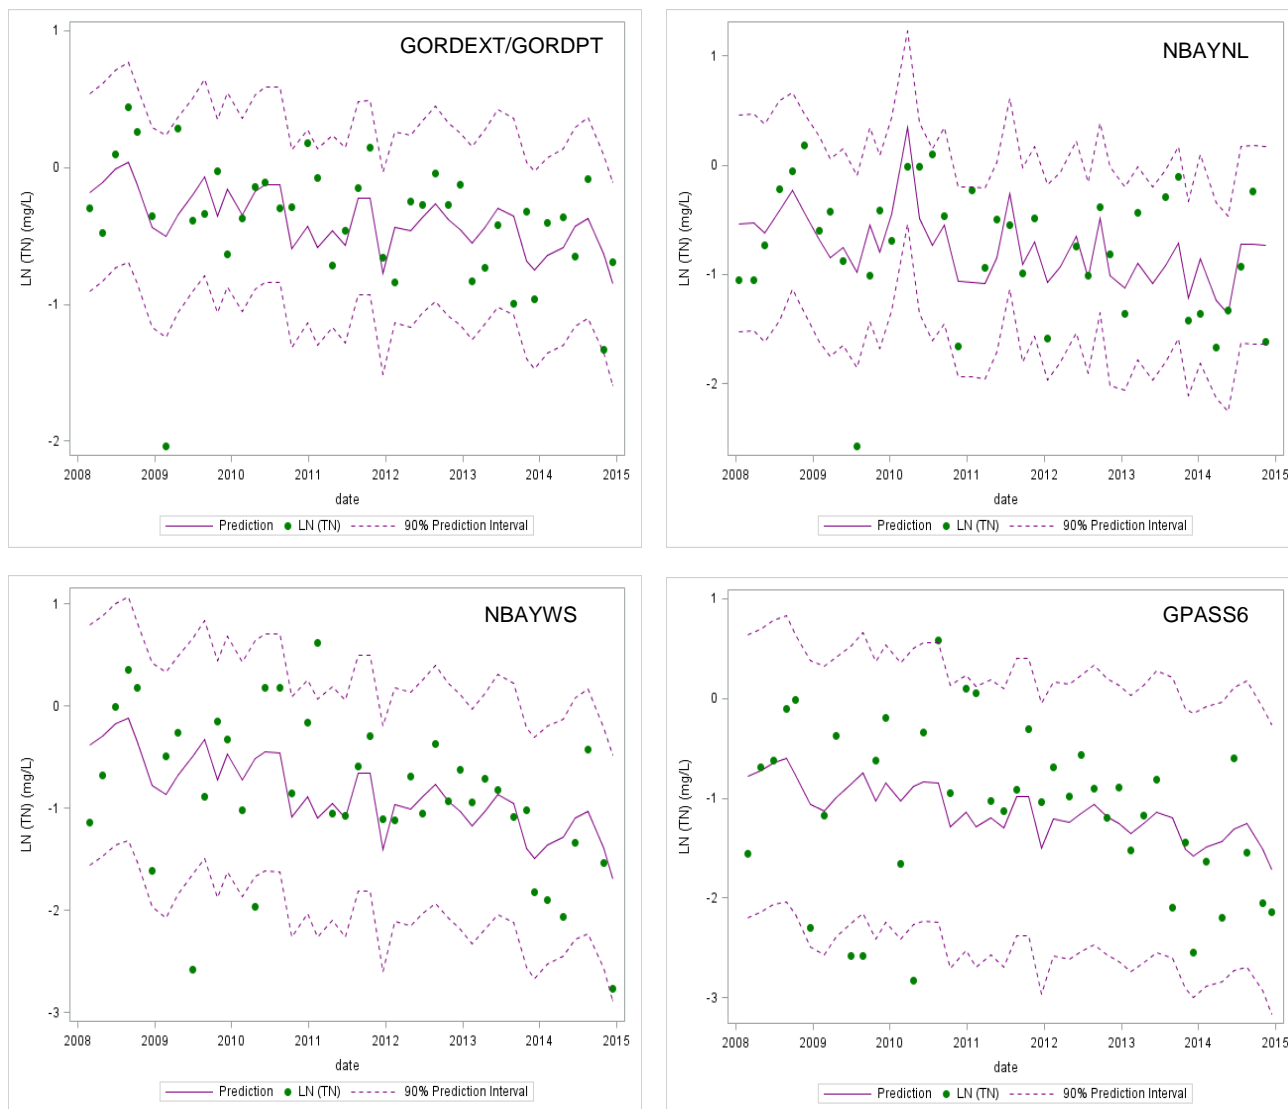 GORDEXT/GORDPT
1
0
-1
-2
LN (TN) (mg/L)
2008 2009 2010 2011 2012 2013 2014 2015
date
Prediction LN (TN) 90% Prediction Interval
NBAYNL
1
0
-1
-2
LN (TN) (mg/L)
2008 2009 2010 2011 2012 2013 2014 2015
date
Prediction LN (TN) 90% Prediction Interval
NBAYWS
1
0
-1
-2
-3
LN (TN) (mg/L)
2008 2009 2010 2011 2012 2013 2014 2015
date
Prediction LN (TN) 90% Prediction Interval
GPASS6
1
0
-1
-2
-3
LN (TN) (mg/L)
2008 2009 2010 2011 2012 2013 2014 2015
date
Prediction LN (TN) 90% Prediction Interval